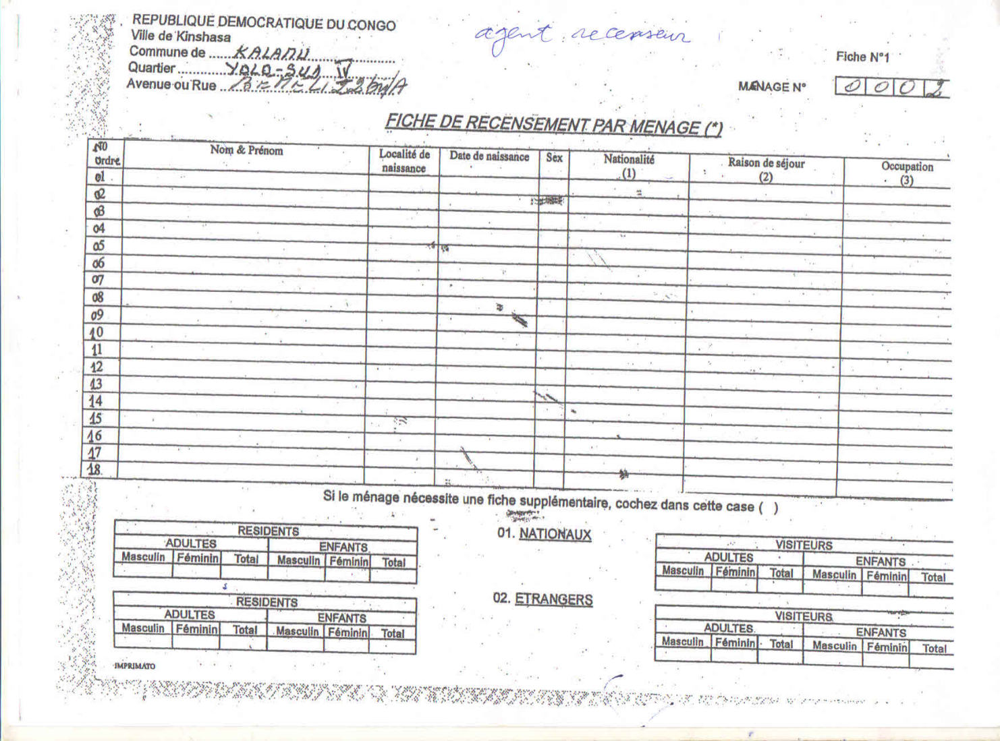 REPUBLIQUE DEMOCRATIQUE DU CONGO
Ville de Kinshasa
Commune de ...... KALAMU
Quartier ............ YOLO-SUD IV
Avenue ou Rue
agent recenseur
Fiche N°1
MENAGE N° 0 0 0 2
FICHE DE RECENSEMENT PAR MENAGE (*)
N0 Ordre Nom & Prénom Localité de naissance Date de naissance Sex Nationalité (1) Raison de séjour (2) Occupation (3)
01
02
03
04
05
06
07
08
09
10
11
12
13
14
15
16
17
18
Si le ménage nécessite une fiche supplémentaire, cochez dans cette case ( )
RESIDENTS
ADULTES ENFANTS
Masculin Féminin Total Masculin Féminin Total
01. NATIONAUX
VISITEURS
ADULTES ENFANTS
Masculin Féminin Total Masculin Féminin Total
RESIDENTS
ADULTES ENFANTS
Masculin Féminin Total Masculin Féminin Total
02. ETRANGERS
VISITEURS
ADULTES ENFANTS
Masculin Féminin Total Masculin Féminin Total
IMPRIMATO